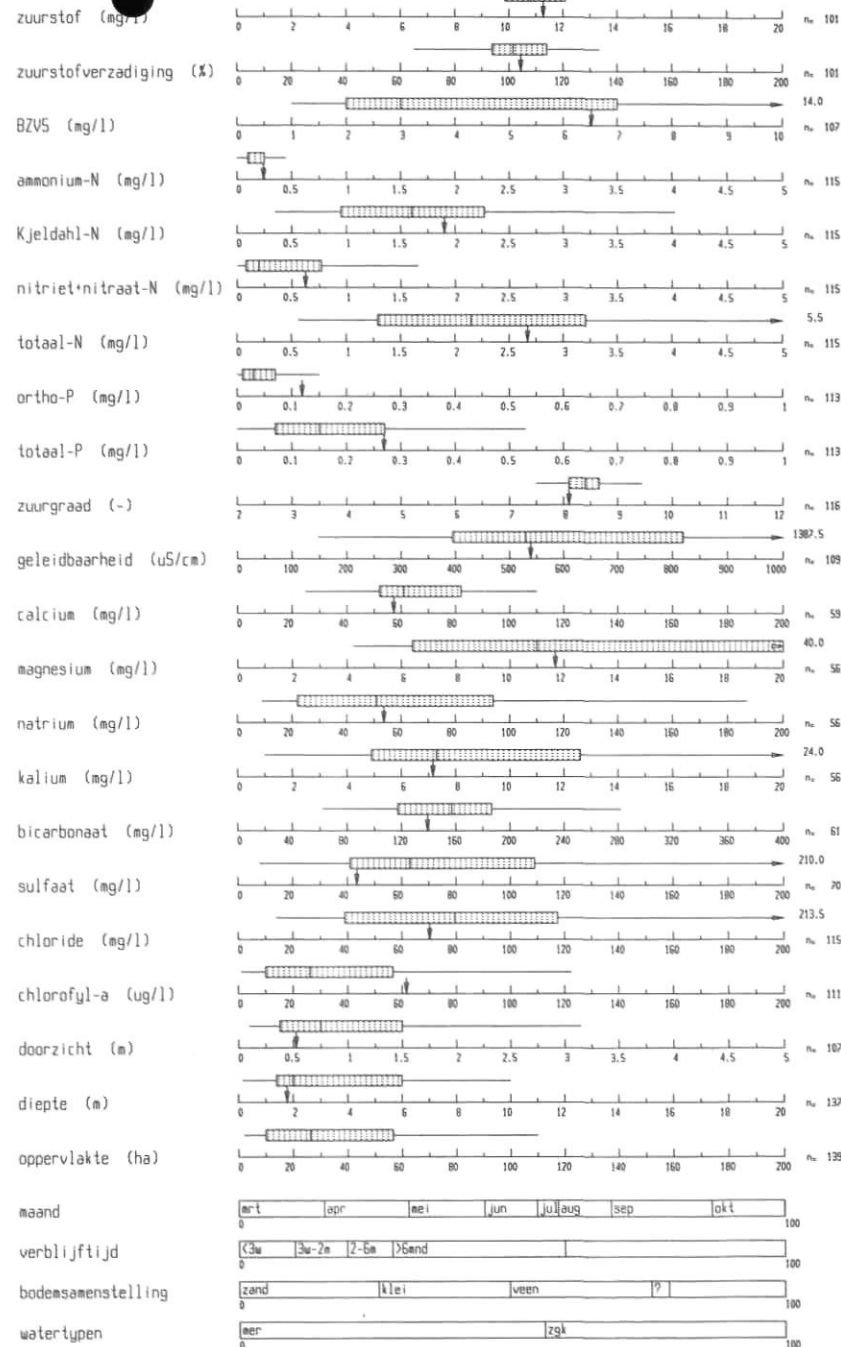 zuurstof (mg/l) 0 2 4 6 8 10 12 14 16 18 20 n= 101
zuurstofverzadiging (%) 0 20 40 60 80 100 120 140 160 180 200 n= 101
14.0
BZV5 (mg/l) 0 1 2 3 4 5 6 7 8 9 10 n= 107
ammonium-N (mg/l) 0 0.5 1 1.5 2 2.5 3 3.5 4 4.5 5 n= 115
Kjeldahl-N (mg/l) 0 0.5 1 1.5 2 2.5 3 3.5 4 4.5 5 n= 115
nitriet+nitraat-N (mg/l) 0 0.5 1 1.5 2 2.5 3 3.5 4 4.5 5 n= 115
5.5
totaal-N (mg/l) 0 0.5 1 1.5 2 2.5 3 3.5 4 4.5 5 n= 115
ortho-P (mg/l) 0 0.1 0.2 0.3 0.4 0.5 0.6 0.7 0.8 0.9 1 n= 113
totaal-P (mg/l) 0 0.1 0.2 0.3 0.4 0.5 0.6 0.7 0.8 0.9 1 n= 113
zuurgraad (-) 2 3 4 5 6 7 8 9 10 11 12 n= 116
1387.5
geleidbaarheid (uS/cm) 0 100 200 300 400 500 600 700 800 900 1000 n= 109
calcium (mg/l) 0 20 40 60 80 100 120 140 160 180 200 n= 59
40.0
magnesium (mg/l) 0 2 4 6 8 10 12 14 16 18 20 n= 56
natrium (mg/l) 0 20 40 60 80 100 120 140 160 180 200 n= 56
24.0
kalium (mg/l) 0 2 4 6 8 10 12 14 16 18 20 n= 56
bicarbonaat (mg/l) 0 40 80 120 160 200 240 280 320 360 400 n= 61
210.0
sulfaat (mg/l) 0 20 40 60 80 100 120 140 160 180 200 n= 70
213.5
chloride (mg/l) 0 20 40 60 80 100 120 140 160 180 200 n= 115
chlorofyl-a (ug/l) 0 20 40 60 80 100 120 140 160 180 200 n= 111
doorzicht (m) 0 0.5 1 1.5 2 2.5 3 3.5 4 4.5 5 n= 107
diepte (m) 0 2 4 6 8 10 12 14 16 18 20 n= 137
oppervlakte (ha) 0 20 40 60 80 100 120 140 160 180 200 n= 139
maand mrt apr mei jun jul aug sep okt
0 100
verblijftijd <3w 3w-2m 2-6m >6mnd
0 100
bodemsamenstelling zand klei veen ?
0 100
watertypen mer zgk
0 100